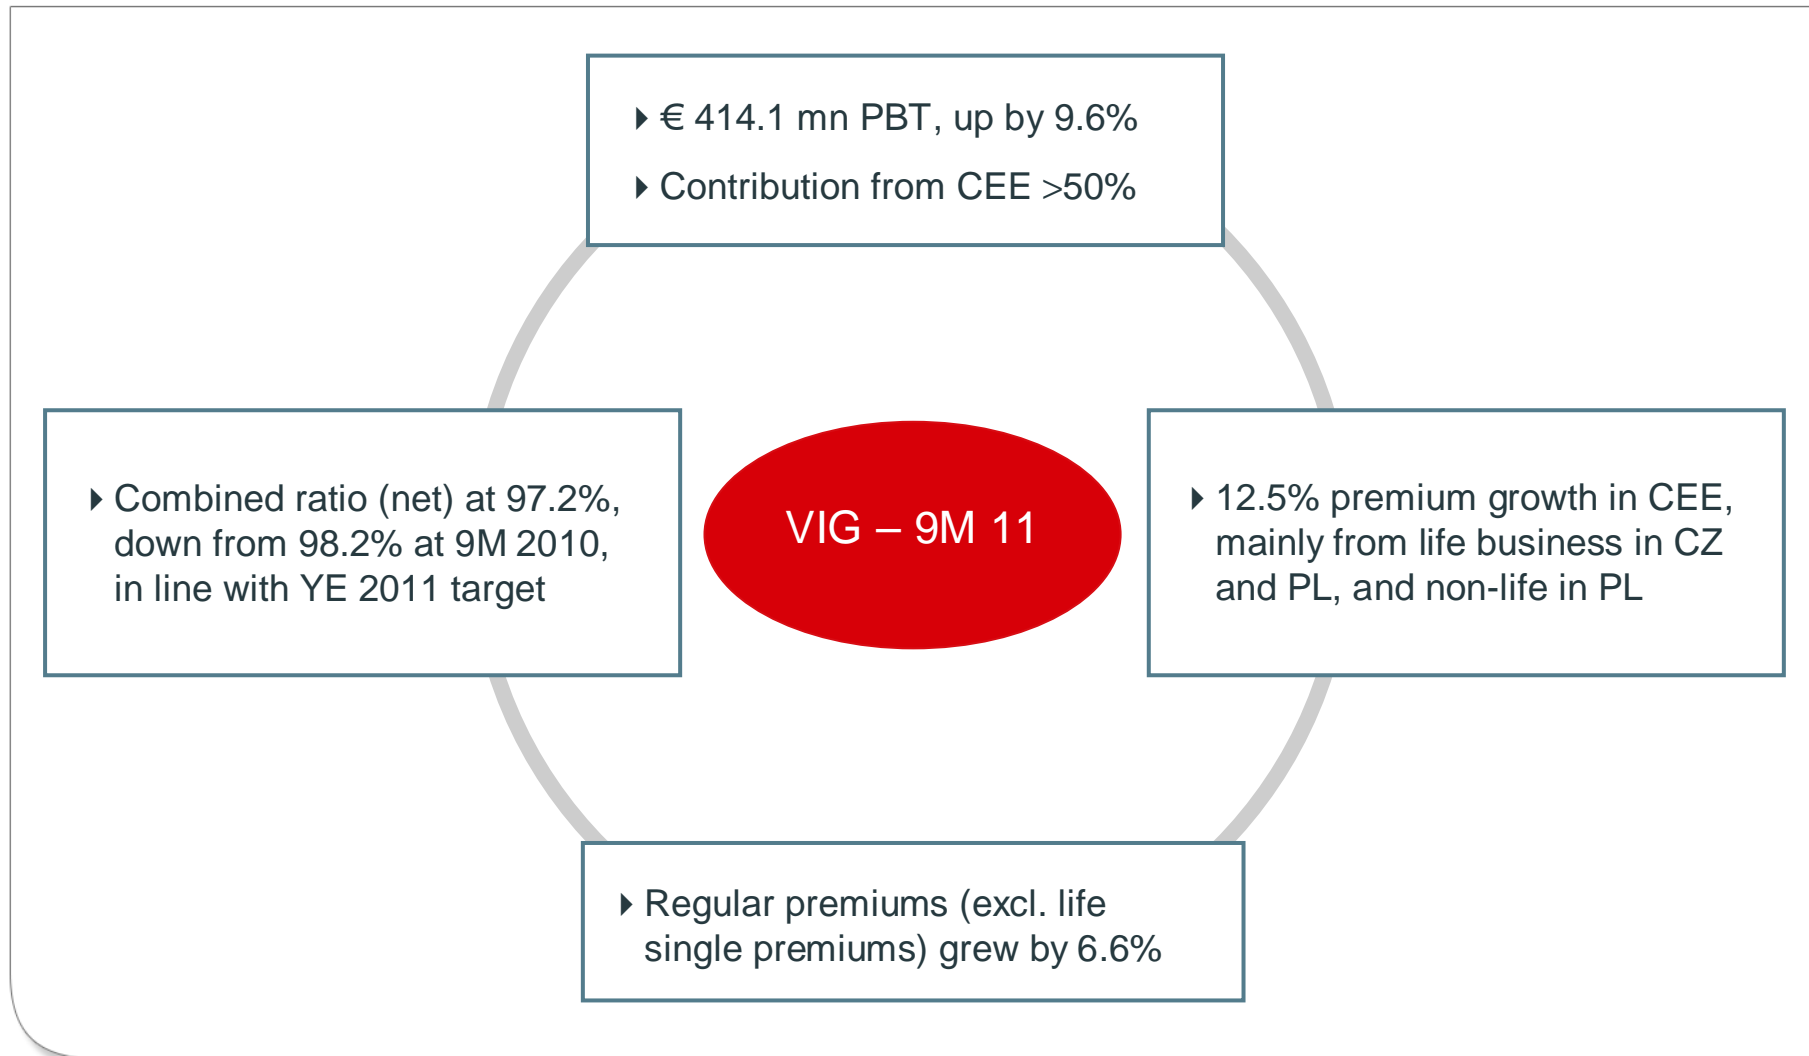 ‣ € 414.1 mn PBT, up by 9.6%
‣ Contribution from CEE >50%
‣ Combined ratio (net) at 97.2%,
down from 98.2% at 9M 2010,
in line with YE 2011 target
VIG – 9M 11
‣ 12.5% premium growth in CEE,
mainly from life business in CZ
and PL, and non-life in PL
‣ Regular premiums (excl. life
single premiums) grew by 6.6%